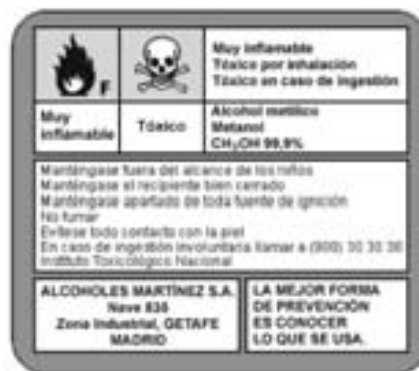 F
Muy inflamable
Tóxico por inhalación
Tóxico en caso de ingestión
Muy
inflamable
Tóxico
Alcohol metílico
Metanol
CH₃OH 99,9%
Manténgase fuera del alcance de los niños
Manténgase el recipiente bien cerrado
Manténgase apartado de toda fuente de ignición
No fumar
Evítese todo contacto con la piel
En caso de ingestión involuntaria llamar a (900) 30 30 30
Instituto Toxicológico Nacional
ALCOHOLES MARTÍNEZ S.A.
Nave 835
Zona Industrial, GETAFE
MADRID
LA MEJOR FORMA
DE PREVENCIÓN
ES CONOCER
LO QUE SE USA.